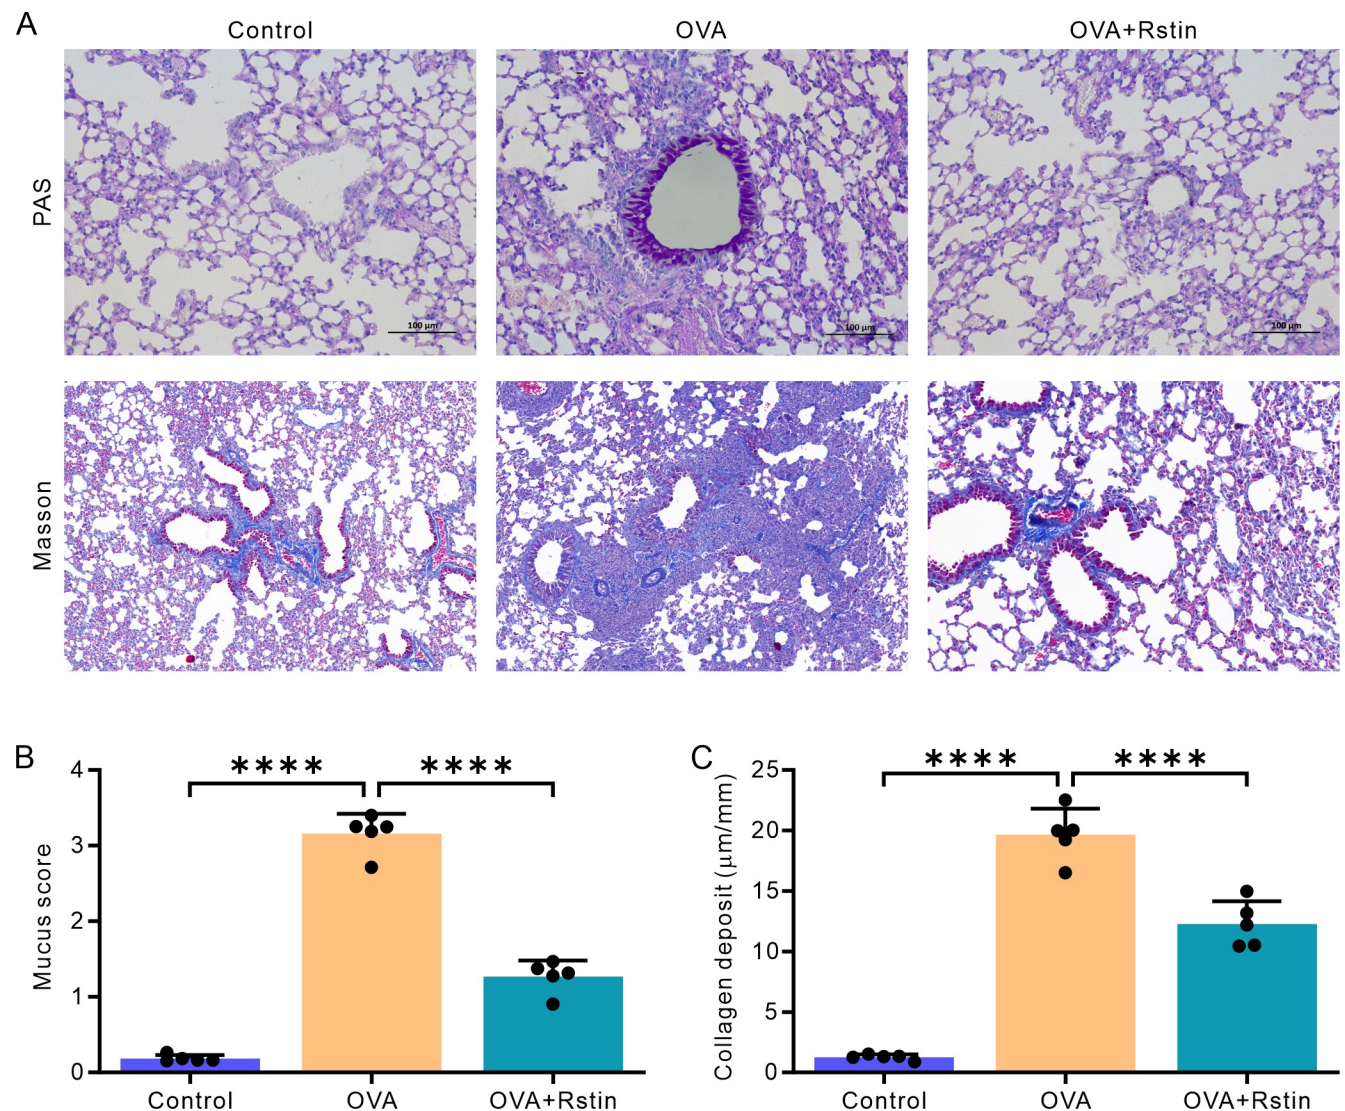 A
Control OVA OVA+Rstin
PAS
100 μm 100 μm 100 μm
Masson
B
Mucus score
4
3
2
1
0
**** ****
Control OVA OVA+Rstin
C
Collagen deposit (μm/mm)
25
20
15
10
5
0
**** ****
Control OVA OVA+Rstin